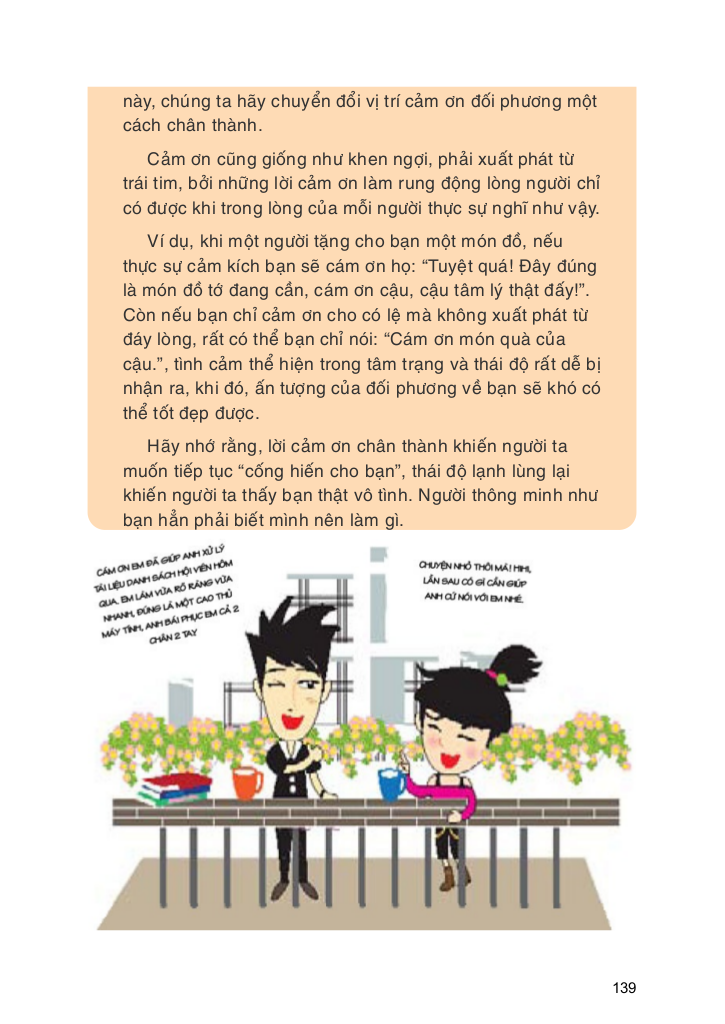 này, chúng ta hãy chuyển đổi vị trí cảm ơn đối phương một
cách chân thành.
Cảm ơn cũng giống như khen ngợi, phải xuất phát từ
trái tim, bởi những lời cảm ơn làm rung động lòng người chỉ
có được khi trong lòng của mỗi người thực sự nghĩ như vậy.
Ví dụ, khi một người tặng cho bạn một món đồ, nếu
thực sự cảm kích bạn sẽ cám ơn họ: “Tuyệt quá! Đây đúng
là món đồ tớ đang cần, cám ơn cậu, cậu tâm lý thật đấy!”.
Còn nếu bạn chỉ cảm ơn cho có lệ mà không xuất phát từ
đáy lòng, rất có thể bạn chỉ nói: “Cám ơn món quà của
cậu.”, tình cảm thể hiện trong tâm trạng và thái độ rất dễ bị
nhận ra, khi đó, ấn tượng của đối phương về bạn sẽ khó có
thể tốt đẹp được.
Hãy nhớ rằng, lời cảm ơn chân thành khiến người ta
muốn tiếp tục “cống hiến cho bạn”, thái độ lạnh lùng lại
khiến người ta thấy bạn thật vô tình. Người thông minh như
bạn hẳn phải biết mình nên làm gì.
CÁM ƠN EM ĐÃ GIÚP ANH XỬ LÝ
TÀI LIỆU DANH SÁCH HỘI VIÊN HÔM
QUA, EM LÀM VỪA RÕ RÀNG VỪA
NHANH, ĐÚNG LÀ MỘT CAO THỦ
MÁY TÍNH, ANH BÁI PHỤC EM CẢ 2
CHÂN 2 TAY
CHUYỆN NHỎ THÔI MÀ! HIHI,
LẦN SAU CÓ GÌ CẦN GIÚP
ANH CỨ NÓI VỚI EM NHÉ.
139